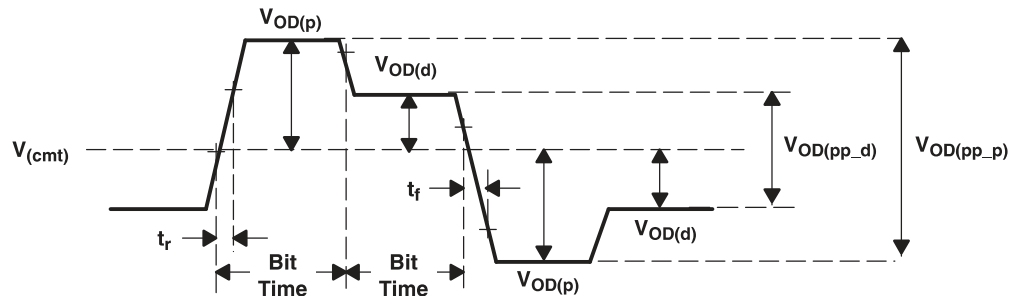 VOD(p)
VOD(d)
V(cmt)
VOD(pp_d)
VOD(pp_p)
tf
VOD(d)
tr
Bit
Time
Bit
Time
VOD(p)